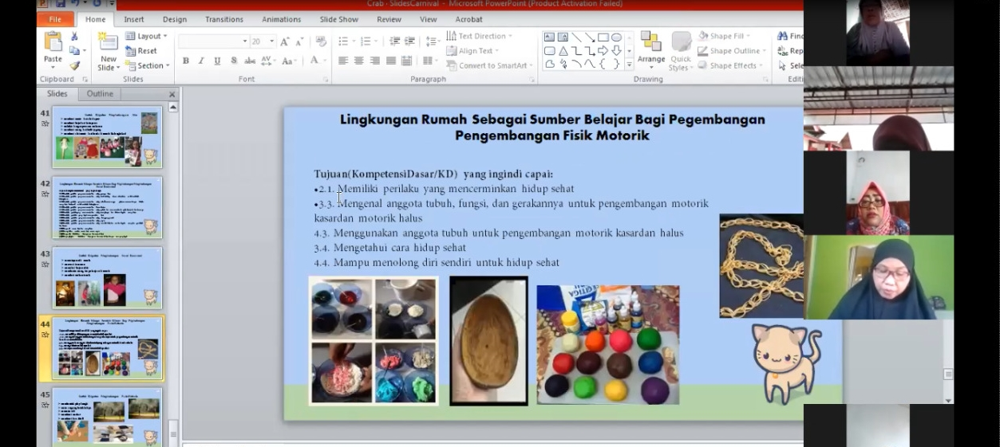 Crab - SlidesCarnival - Microsoft PowerPoint (Product Activation Failed)
File Home Insert Design Transitions Animations Slide Show Review View Acrobat
Paste
New
Slide
Layout
Reset
Section
20
Text Direction
Align Text
Convert to SmartArt
Arrange
Quick
Styles
Shape Fill
Shape Outline
Shape Effects
Clipboard Slides Font Paragraph Drawing
Slides Outline
41
42
43
44
45
Lingkungan Rumah Sebagai Sumber Belajar Bagi Pegembangan
Pengembangan Fisik Motorik
Tujuan(KompetensiDasar/KD) yang ingindi capai:
•2.1. Memiliki perilaku yang mencerminkan hidup sehat
•3.3. Mengenal anggota tubuh, fungsi, dan gerakannya untuk pengembangan motorik
kasardan motorik halus
4.3. Menggunakan anggota tubuh untuk pengembangan motorik kasardan halus
3.4. Mengetahui cara hidup sehat
4.4. Mampu menolong diri sendiri untuk hidup sehat